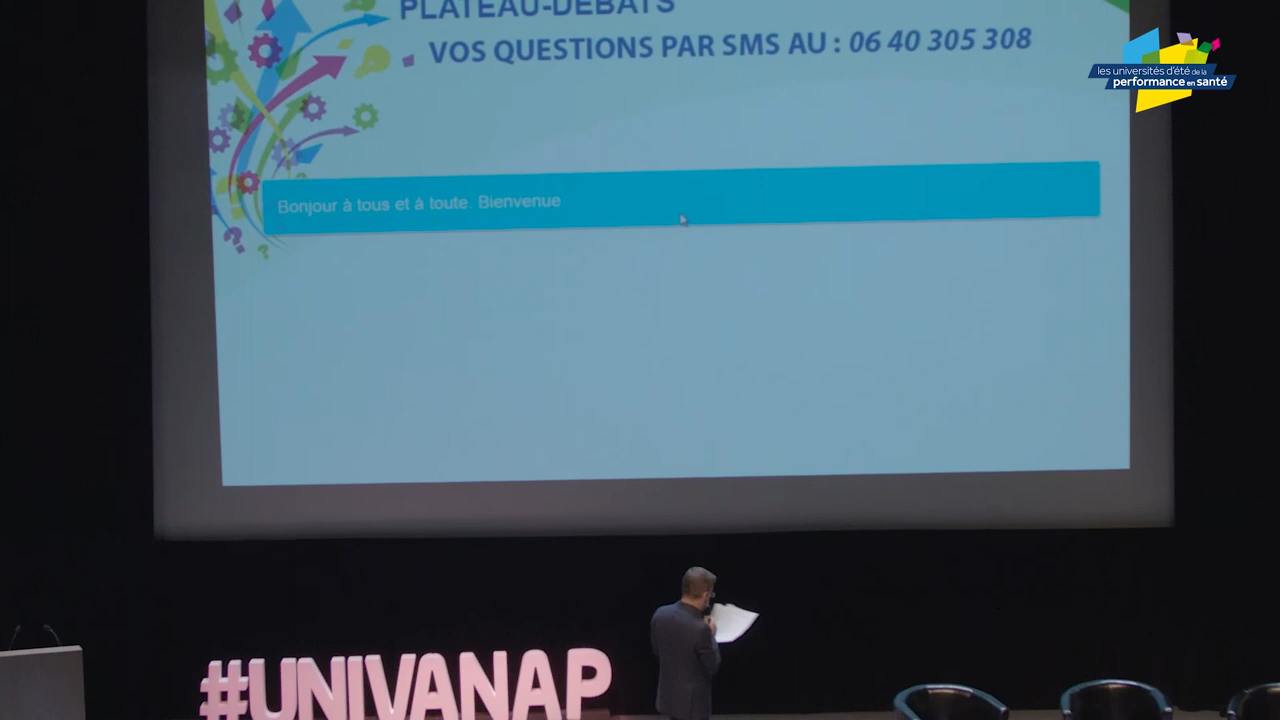 PLATEAU-DÉBATS
VOS QUESTIONS PAR SMS AU : 06 40 305 308
les universités d'été de la
performance en santé
Bonjour à tous et à toute. Bienvenue
#UNIVANAP